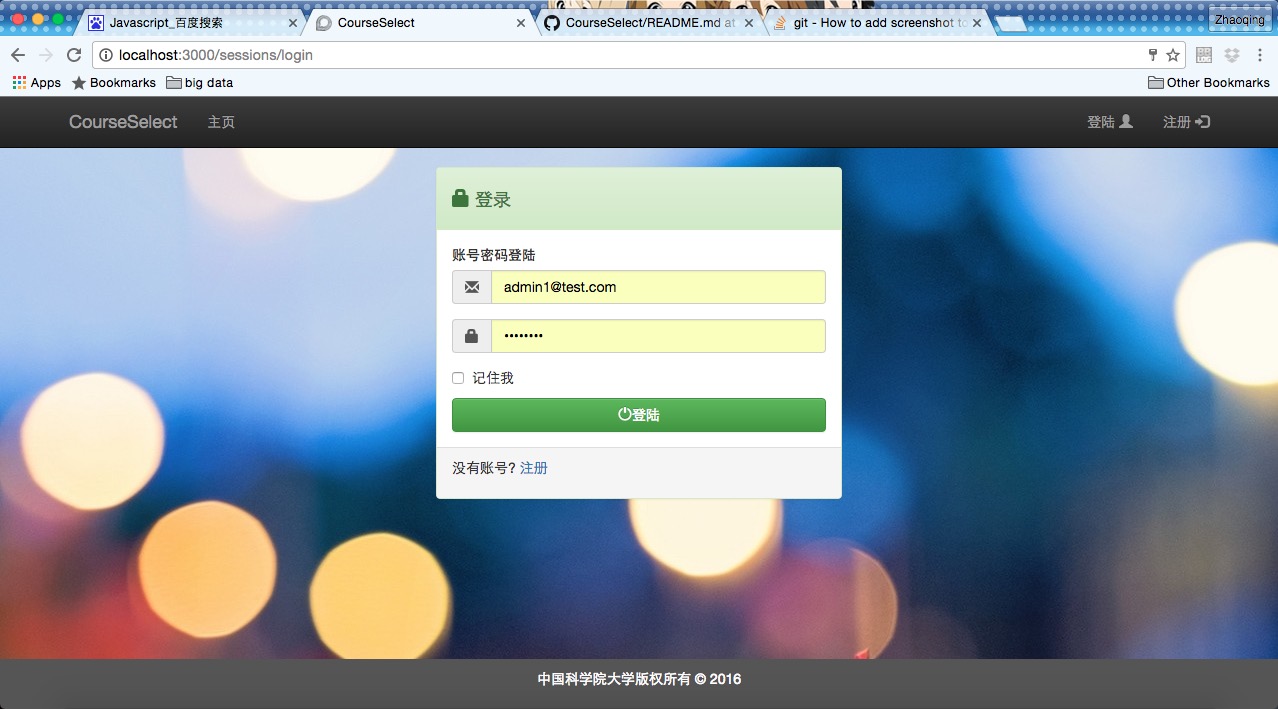 Javascript_百度搜索
CourseSelect
CourseSelect/README.md at
git - How to add screenshot to
Zhaoqing
localhost:3000/sessions/login
Apps
Bookmarks
big data
Other Bookmarks
CourseSelect
主页
登陆
注册
登录
账号密码登陆
admin1@test.com
••••••••
记住我
登陆
没有账号? 注册
中国科学院大学版权所有 © 2016